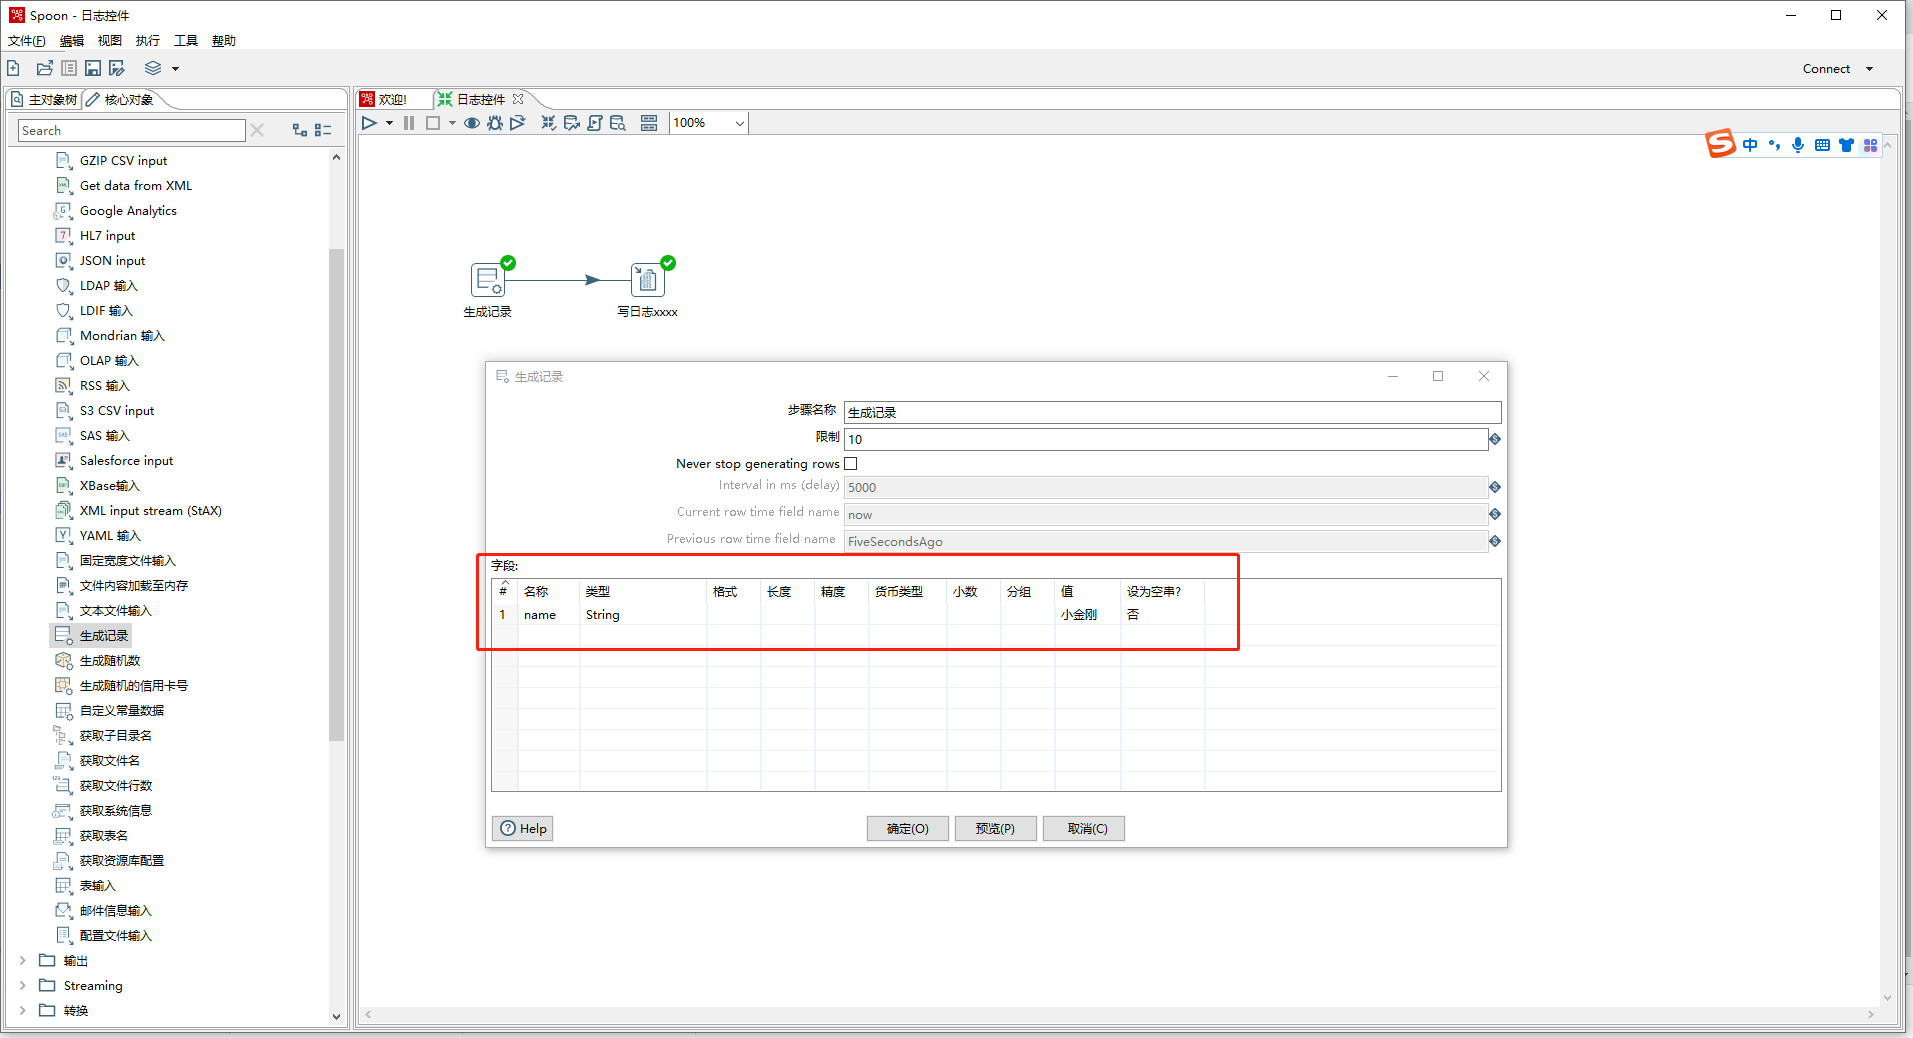 Spoon - 日志控件
文件(F) 编辑 视图 执行 工具 帮助
Connect
主对象树 核心对象
欢迎! 日志控件
Search
100%
中
GZIP CSV input
Get data from XML
Google Analytics
HL7 input
JSON input
LDAP 输入
LDIF 输入
Mondrian 输入
OLAP 输入
RSS 输入
S3 CSV input
SAS 输入
Salesforce input
XBase输入
XML input stream (StAX)
YAML 输入
固定宽度文件输入
文件内容加载至内存
文本文件输入
生成记录
生成随机数
生成随机的信用卡号
自定义常量数据
获取子目录名
获取文件名
获取文件行数
获取系统信息
获取表名
获取资源库配置
表输入
邮件信息输入
配置文件输入
输出
Streaming
转换
生成记录 写日志xxxx
生成记录
步骤名称 生成记录
限制 10
Never stop generating rows
Interval in ms (delay) 5000
Current row time field name now
Previous row time field name FiveSecondsAgo
字段:
# 名称 类型 格式 长度 精度 货币类型 小数 分组 值 设为空串?
1 name String 小金刚 否
Help 确定(O) 预览(P) 取消(C)